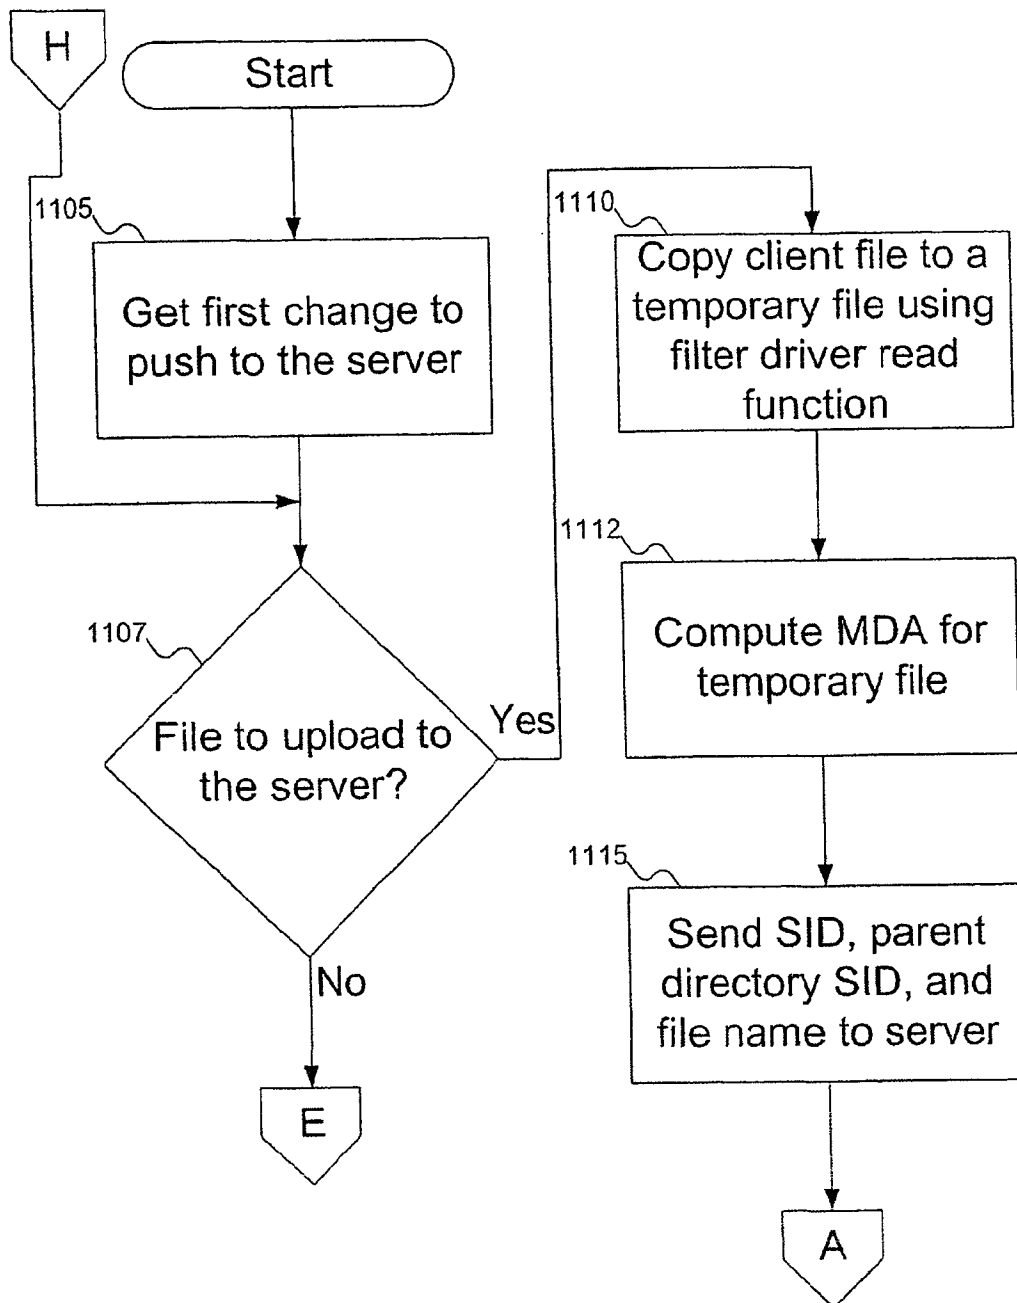 H
Start
1105
Get first change to
push to the server
1107
File to upload to
the server?
Yes
No
E
1110
Copy client file to a
temporary file using
filter driver read
function
1112
Compute MDA for
temporary file
1115
Send SID, parent
directory SID, and
file name to server
A